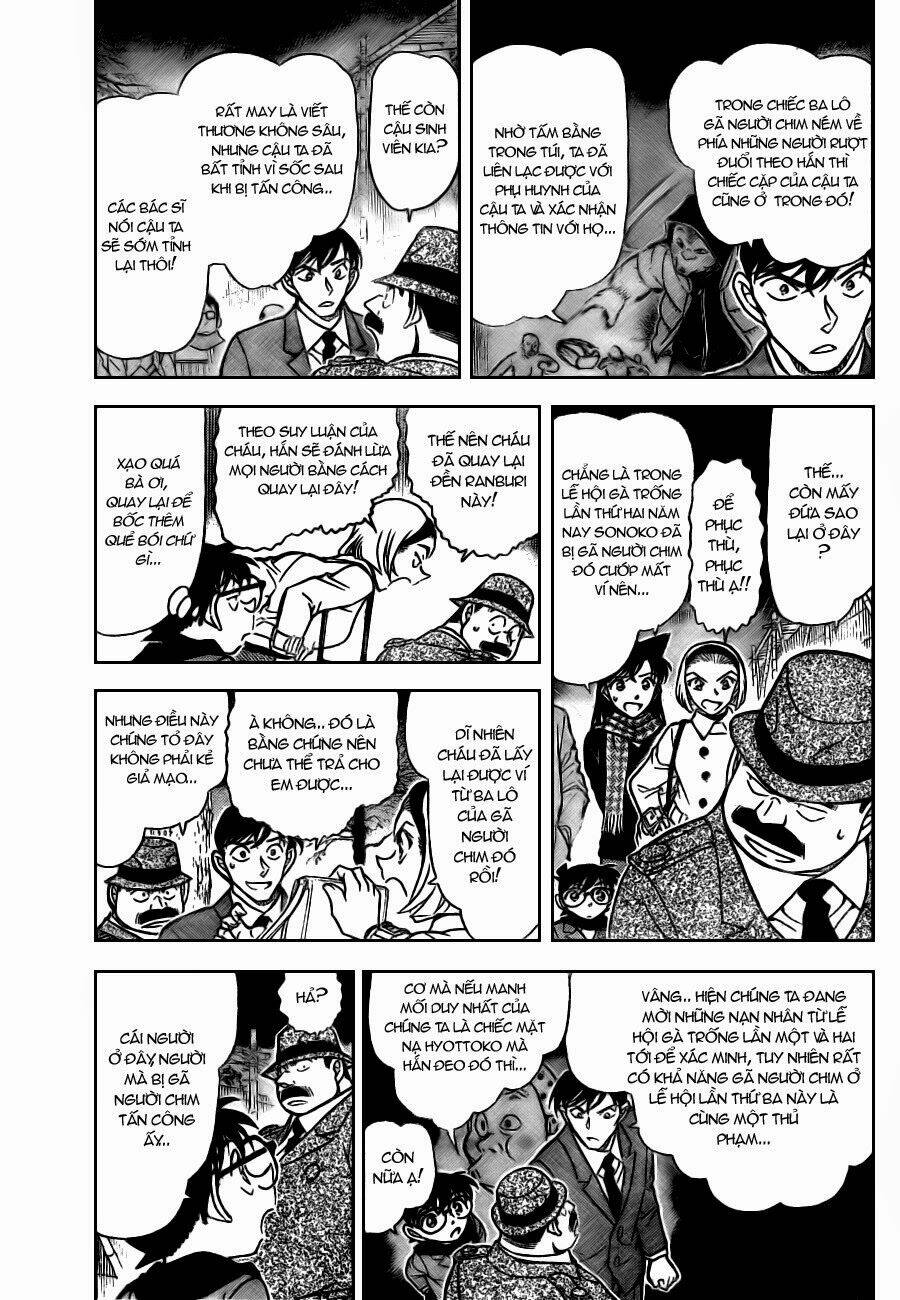 TRONG CHIẾC BA LÔ
GÃ NGƯỜI CHIM NÉM VỀ
PHÍA NHỮNG NGƯỜI RƯỢT
ĐUỔI THEO HẮN THÌ
CHIẾC CẶP CỦA CẬU TA
CŨNG Ở TRONG ĐÓ!
NHỜ TẤM BẰNG
TRONG TÚI, TA ĐÃ
LIÊN LẠC ĐƯỢC VỚI
PHỤ HUYNH CỦA
CẬU TA VÀ XÁC NHẬN
THÔNG TIN VỚI HỌ...
THẾ CÒN
CẬU SINH
VIÊN KIA?
RẤT MAY LÀ VIẾT
THƯƠNG KHÔNG SÂU,
NHƯNG CẬU TA ĐÃ
BẤT TỈNH VÌ SỐC SAU
KHI BỊ TẤN CÔNG..
CÁC BÁC SĨ
NÓI CẬU TA
SẼ SỚM TỈNH
LẠI THÔI!
THẾ...
CÒN MẤY
ĐỨA SAO
LẠI Ở ĐÂY
?
ĐỂ
PHỤC
THÙ,
PHỤC
THÙ Ạ!!
CHẲNG LÀ TRONG
LỄ HỘI GÀ TRỐNG
LẦN THỨ HAI NĂM
NAY SONOKO ĐÃ
BỊ GÃ NGƯỜI CHIM
ĐÓ CƯỚP MẤT
VÍ NÊN...
THẾ NÊN CHÁU
ĐÃ QUAY LẠI
ĐỀN RANBURI
NÀY!
THEO SUY LUẬN CỦA
CHÁU, HẮN SẼ ĐÁNH LỪA
MỌI NGƯỜI BẰNG CÁCH
QUAY LẠI ĐÂY!
XẠO QUÁ
BÀ ƠI,
QUAY LẠI ĐỂ
BỐC THÊM
QUẺ BÓI CHỨ
GÌ...
DĨ NHIÊN
CHÁU ĐÃ LẤY
LẠI ĐƯỢC VÍ
TỪ BA LÔ
CỦA GÃ
NGƯỜI
CHIM ĐÓ
RỒI!
À KHÔNG.. ĐÓ LÀ
BẰNG CHỨNG NÊN
CHƯA THỂ TRẢ CHO
EM ĐƯỢC...
NHƯNG ĐIỀU NÀY
CHỨNG TỎ ĐÂY
KHÔNG PHẢI KẺ
GIẢ MẠO...
VÂNG.. HIỆN CHÚNG TA ĐANG
MỜI NHỮNG NẠN NHÂN TỪ LỄ
HỘI GÀ TRỐNG LẦN MỘT VÀ HAI
TỚI ĐỂ XÁC MINH, TUY NHIÊN RẤT
CÓ KHẢ NĂNG GÃ NGƯỜI CHIM Ở
LỄ HỘI LẦN THỨ BA NÀY LÀ
CÙNG MỘT THỦ
PHẠM...
CƠ MÀ NẾU MANH
MỐI DUY NHẤT CỦA
CHÚNG TA LÀ CHIẾC MẶT
NẠ HYOTTOKO MÀ
HẮN ĐEO ĐÓ THÌ...
CÒN
NỮA Ạ!
HẢ?
CÁI NGƯỜI
Ở ĐÂY, NGƯỜI
MÀ BỊ GÃ
NGƯỜI CHIM
TẤN CÔNG
ẤY..